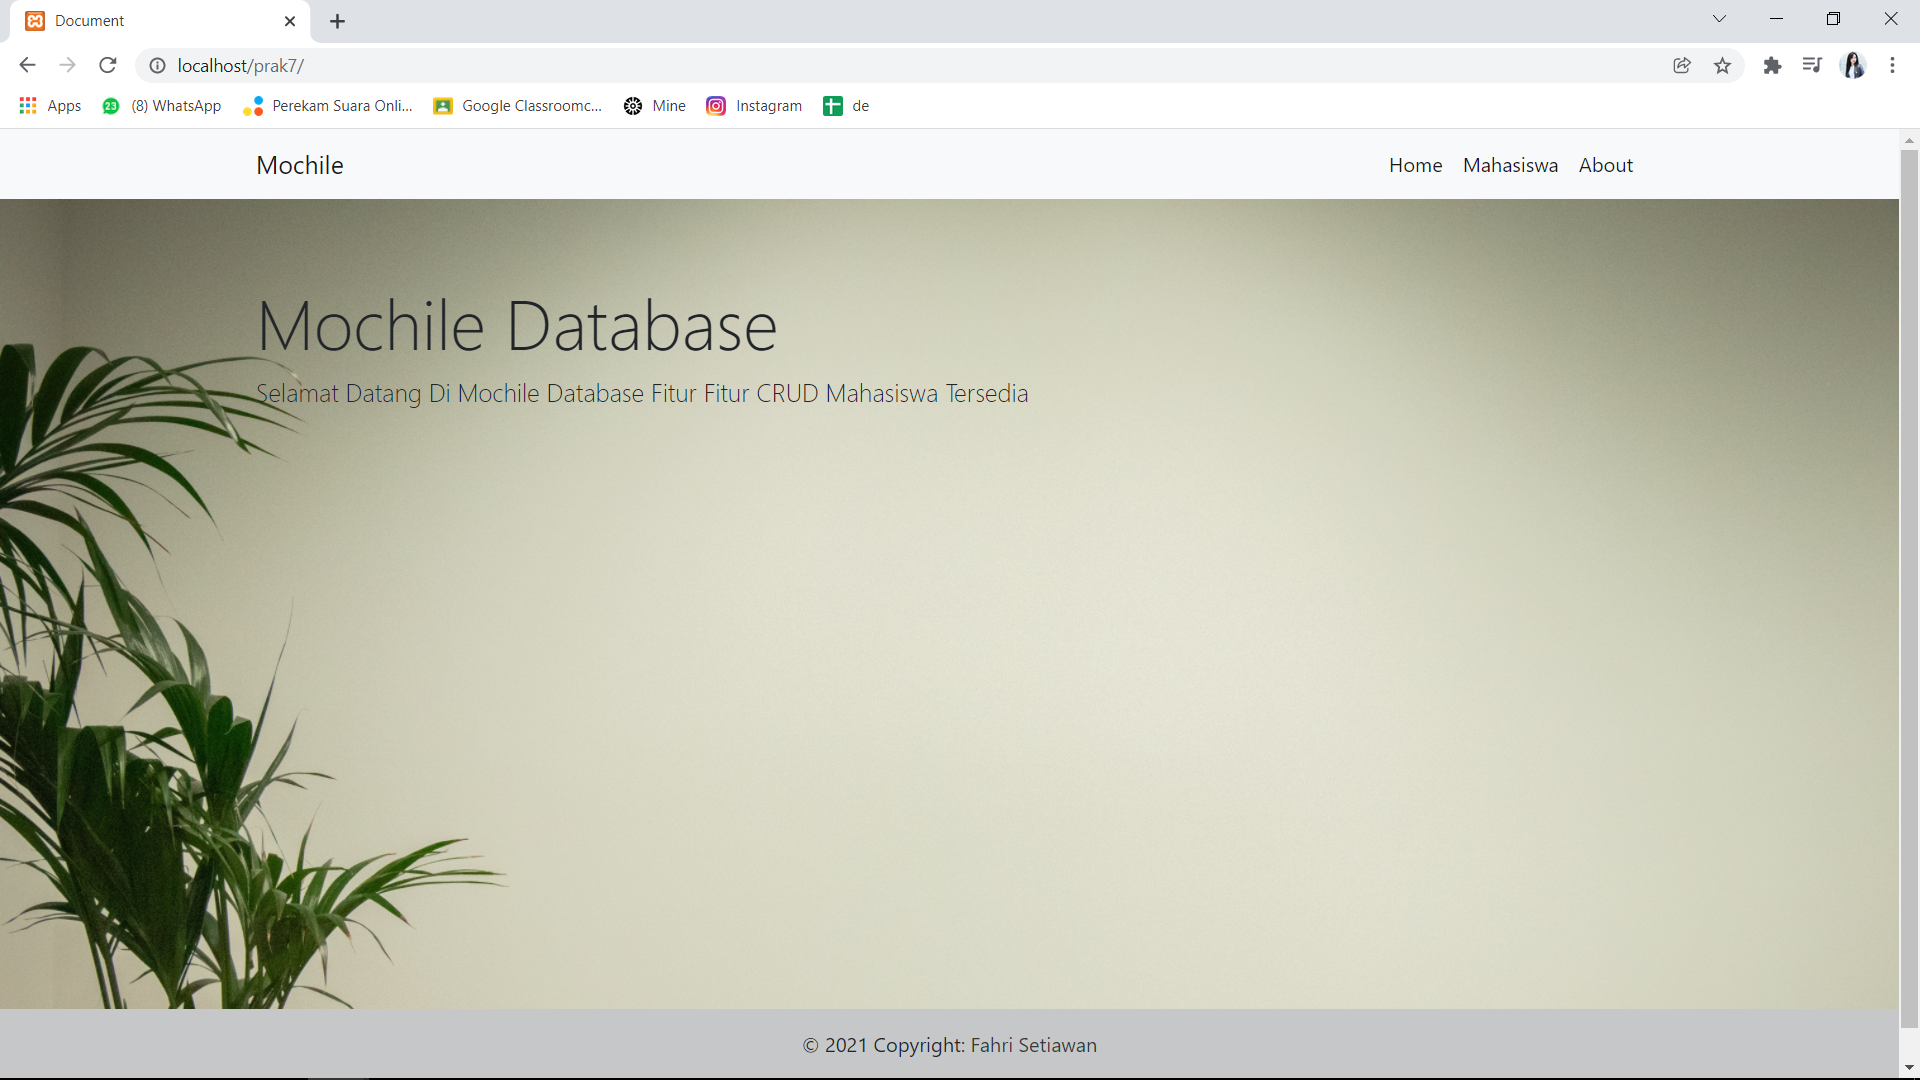 Document
localhost/prak7/
Apps
23
(8) WhatsApp
Perekam Suara Onli...
Google Classroomc...
Mine
Instagram
de
Mochile
Home
Mahasiswa
About
Mochile Database
Selamat Datang Di Mochile Database Fitur Fitur CRUD Mahasiswa Tersedia
© 2021 Copyright: Fahri Setiawan